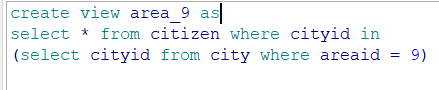 create view area_9 as
select * from citizen where cityid in
(select cityid from city where areaid = 9)